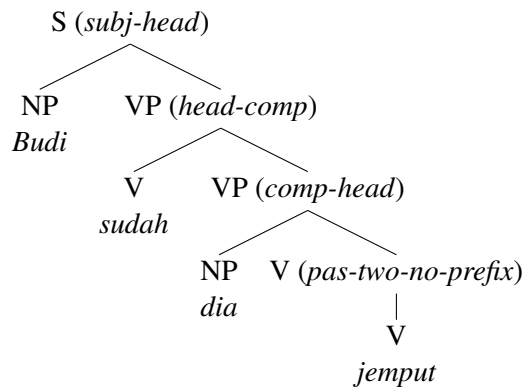 S (subj-head)
NP VP (head-comp)
Budi
V VP (comp-head)
sudah
NP V (pas-two-no-prefix)
dia
V
jemput